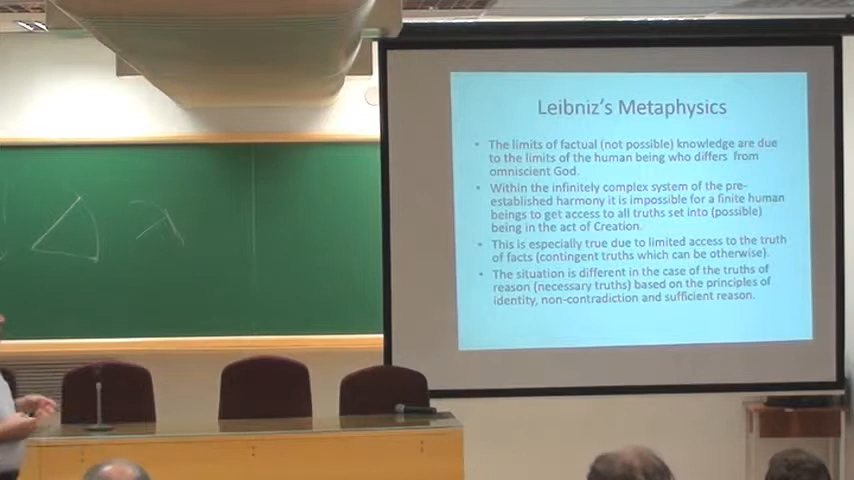 Leibniz's Metaphysics
• The limits of factual (not possible) knowledge are due
to the limits of the human being who differs from
omniscient God.
• Within the infinitely complex system of the pre-
established harmony it is impossible for a finite human
beings to get access to all truths set into (possible)
being in the act of Creation.
• This is especially true due to limited access to the truth
of facts (contingent truths which can be otherwise).
• The situation is different in the case of the truths of
reason (necessary truths) based on the principles of
identity, non-contradiction and sufficient reason.